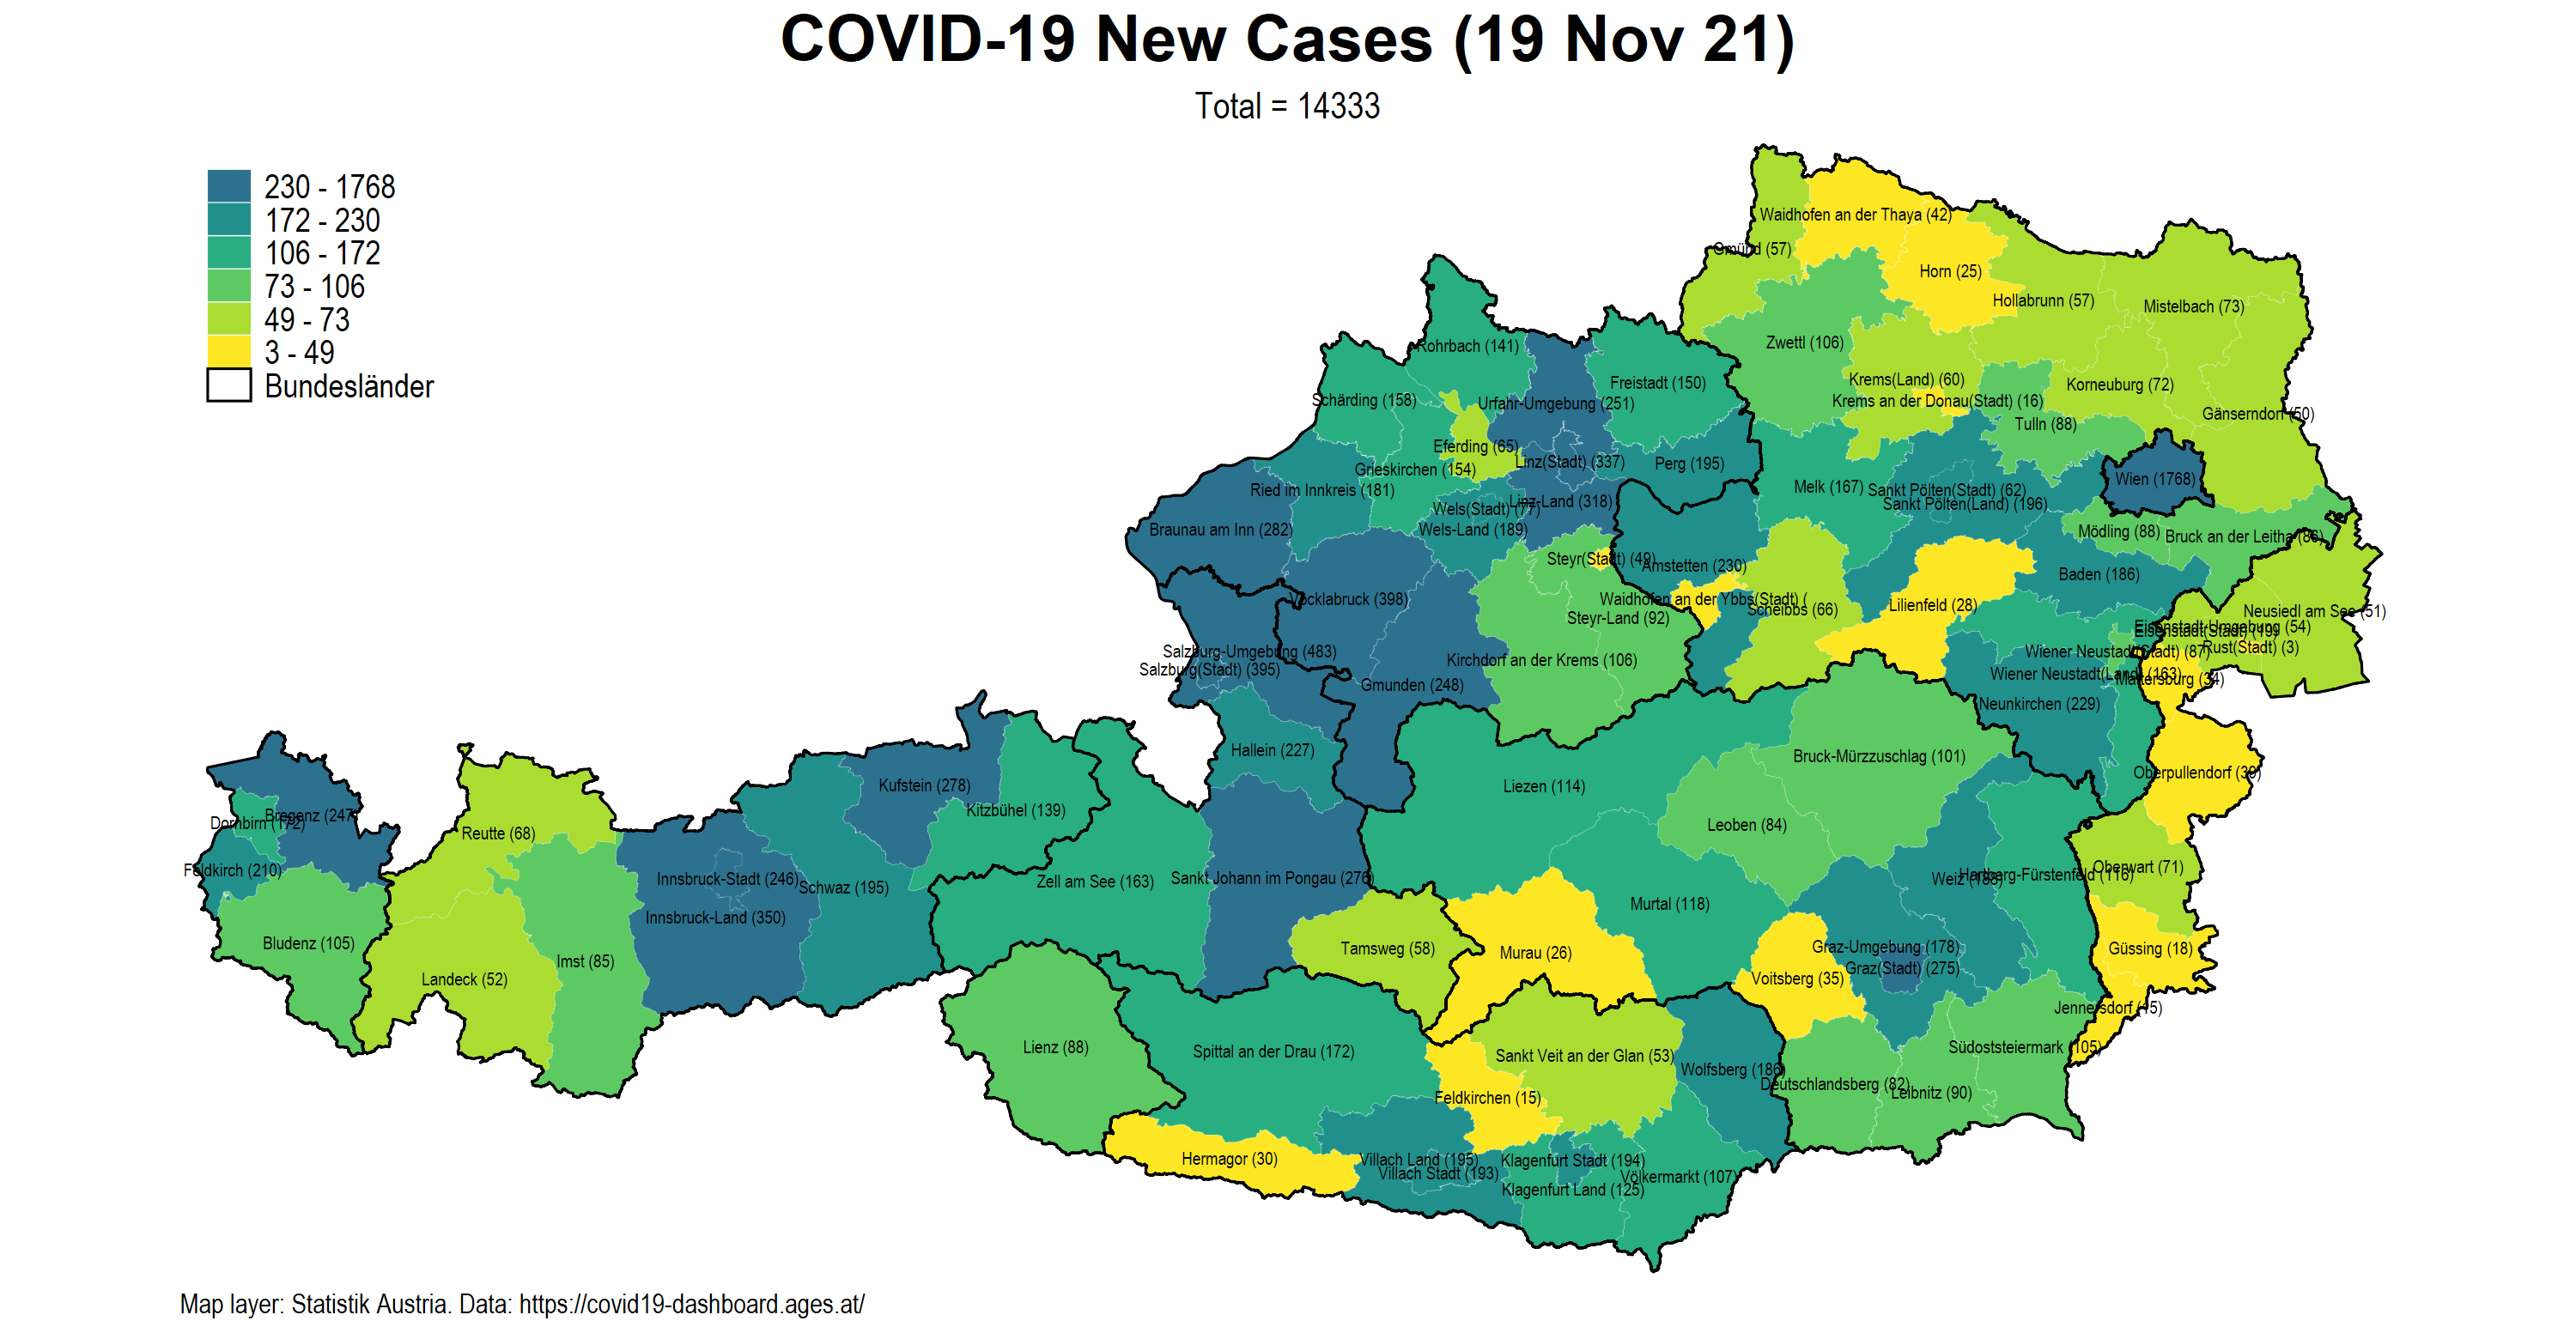 COVID-19 New Cases (19 Nov 21)
Total = 14333
230 - 1768
172 - 230
106 - 172
73 - 106
49 - 73
3 - 49
Bundesländer
Waidhofen an der Thaya (42)
Gmünd (57)
Horn (25)
Hollabrunn (57)
Mistelbach (73)
Zwettl (106)
Rohrbach (141)
Freistadt (150)
Krems(Land) (60)
Korneuburg (72)
Schärding (158)
Urfahr-Umgebung (251)
Krems an der Donau(Stadt) (16)
Gänserndorf (50)
Tulln (88)
Eferding (65)
Linz(Stadt) (337)
Perg (195)
Grieskirchen (154)
Wien (1768)
Ried im Innkreis (181)
Melk (167)
Sankt Pölten(Stadt) (62)
Sankt Pölten(Land) (196)
Linz-Land (318)
Wels(Stadt) (77)
Wels-Land (189)
Braunau am Inn (282)
Mödling (88)
Bruck an der Leitha (86)
Steyr(Stadt) (49)
Amstetten (230)
Baden (186)
Vöcklabruck (398)
Waidhofen an der Ybbs(Stadt) (
Scheibbs (66)
Lilienfeld (28)
Neusiedl am See (51)
Steyr-Land (92)
Eisenstadt-Umgebung (54)
Eisenstadt(Stadt) (19)
Rust(Stadt) (3)
Salzburg-Umgebung (483)
Salzburg(Stadt) (395)
Kirchdorf an der Krems (106)
Wiener Neustadt(Stadt) (87)
Wiener Neustadt(Land) (163)
Mattersburg (34)
Gmunden (248)
Neunkirchen (229)
Hallein (227)
Bruck-Mürzzuschlag (101)
Oberpullendorf (39)
Kufstein (278)
Liezen (114)
Kitzbühel (139)
Bregenz (247)
Dornbirn (172)
Reutte (68)
Leoben (84)
Feldkirch (210)
Oberwart (71)
Innsbruck-Stadt (246)
Schwaz (195)
Zell am See (163)
Sankt Johann im Pongau (276)
Weiz (188)
Hartberg-Fürstenfeld (116)
Innsbruck-Land (350)
Murtal (118)
Bludenz (105)
Tamsweg (58)
Murau (26)
Graz-Umgebung (178)
Güssing (18)
Imst (85)
Graz(Stadt) (275)
Landeck (52)
Voitsberg (35)
Jennersdorf (15)
Lienz (88)
Spittal an der Drau (172)
Sankt Veit an der Glan (53)
Südoststeiermark (105)
Wolfsberg (186)
Deutschlandsberg (82)
Leibnitz (90)
Feldkirchen (15)
Hermagor (30)
Villach Land (195)
Klagenfurt Stadt (194)
Villach Stadt (193)
Völkermarkt (107)
Klagenfurt Land (125)
Map layer: Statistik Austria. Data: https://covid19-dashboard.ages.at/